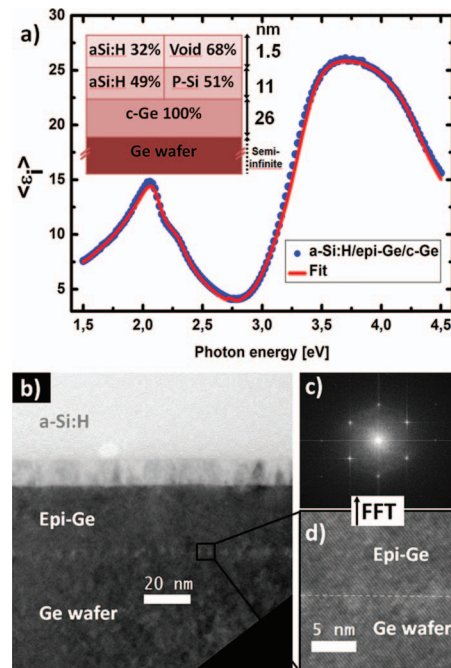 a)
nm
aSi:H 32% Void 68%
1.5
aSi:H 49% P-Si 51%
11
c-Ge 100%
26
Ge wafer
Semi-
infinite
<εi>
30
25
20
15
10
5
a-Si:H/epi-Ge/c-Ge
Fit
1,5 2,0 2,5 3,0 3,5 4,0 4,5
Photon energy [eV]
b)
a-Si:H
Epi-Ge
20 nm
Ge wafer
c)
FFT
d)
Epi-Ge
5 nm
Ge wafer